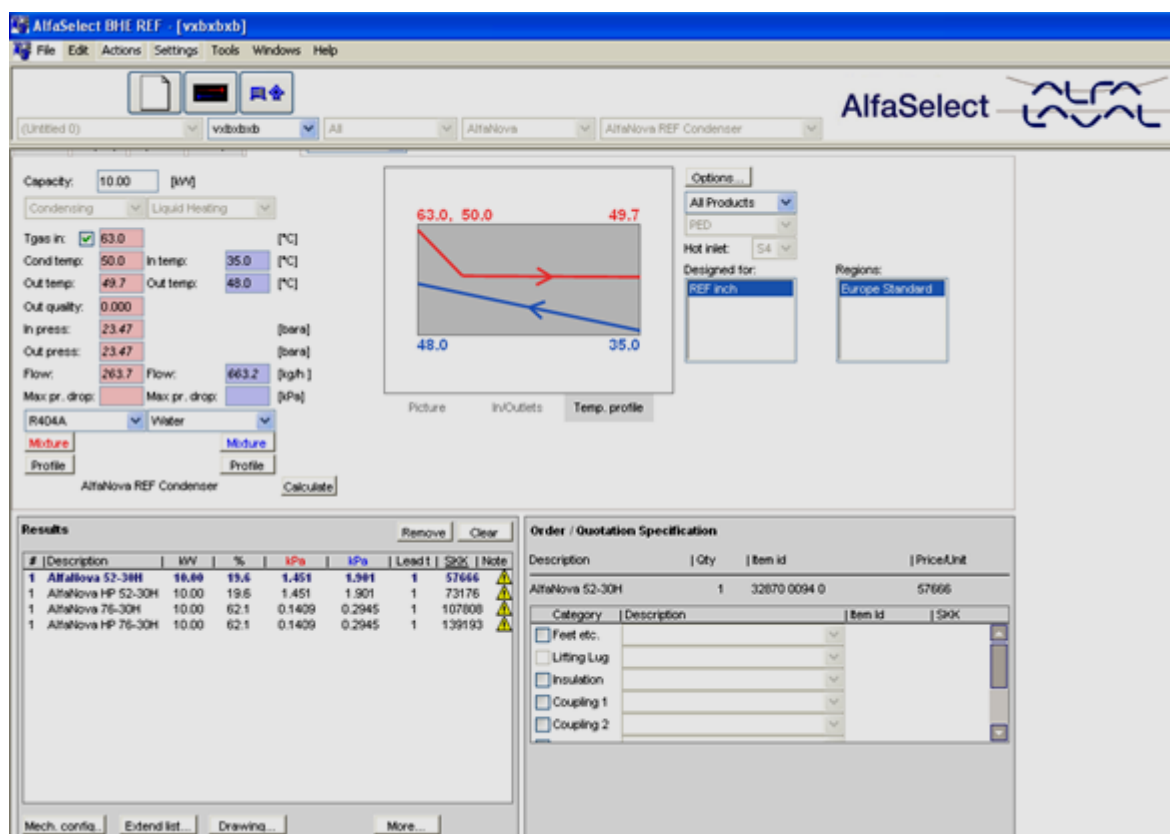 AlfaSelect BHE REF - [vxbxbxb]
File Edit Actions Settings Tools Windows Help
AlfaSelect
ALFA
LAVAL
(Untitled 0) vxbxbxb All AlfaNova AlfaNova REF Condenser
Capacity: 10.00 [kW]
Condensing Liquid Heating
Tgas in: 63.0 [°C]
Cond temp: 50.0 In temp: 35.0 [°C]
Out temp: 49.7 Out temp: 48.0 [°C]
Out quality: 0.000
In press: 23.47 [bara]
Out press: 23.47 [bara]
Flow: 263.7 Flow: 663.2 [kg/h]
Max pr. drop: Max pr. drop: [kPa]
R404A Water
Mixture Mixture
Profile Profile
AlfaNova REF Condenser Calculate
63.0, 50.0 49.7
48.0 35.0
Picture In/Outlets Temp. profile
Options...
All Products
PED
Hot inlet: S4
Designed for: Regions:
REF inch Europe Standard
Results Remove Clear
# Description kW % kPa kPa Lead t SKK Note
1 AlfaNova 52-30H 10.00 19.6 1.451 1.901 1 57666
1 AlfaNova HP 52-30H 10.00 19.6 1.451 1.901 1 73176
1 AlfaNova 76-30H 10.00 62.1 0.1409 0.2945 1 107808
1 AlfaNova HP 76-30H 10.00 62.1 0.1409 0.2945 1 139193
Mech. config.. Extend list... Drawing... More...
Order / Quotation Specification
Description Qty Item id Price/Unit
AlfaNova 52-30H 1 32870 0094 0 57666
Category Description Item Id SKK
Feet etc.
Lifting Lug
Insulation
Coupling 1
Coupling 2